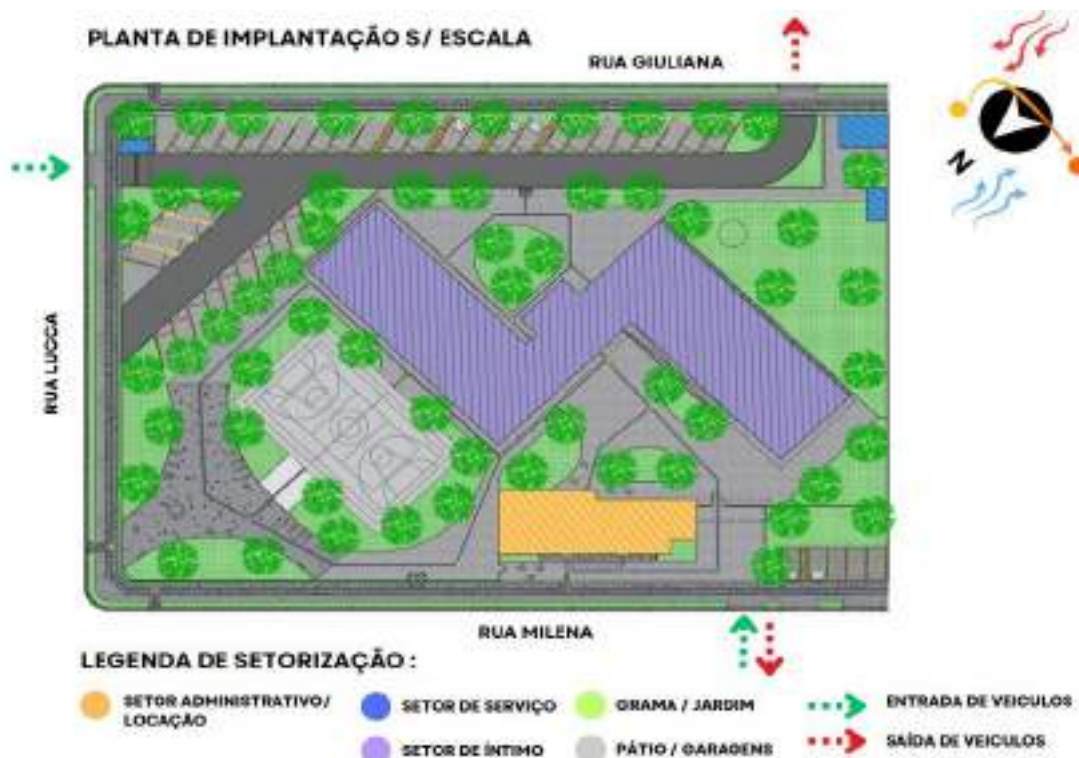 PLANTA DE IMPLANTAÇÃO S/ ESCALA
RUA GIULIANA
N
RUA LUCCA
RUA MILENA
LEGENDA DE SETORIZAÇÃO :
SETOR ADMINISTRATIVO/
LOCAÇÃO
SETOR DE SERVIÇO
SETOR DE ÍNTIMO
GRAMA / JARDIM
PÁTIO / GARAGENS
ENTRADA DE VEICULOS
SAÍDA DE VEICULOS